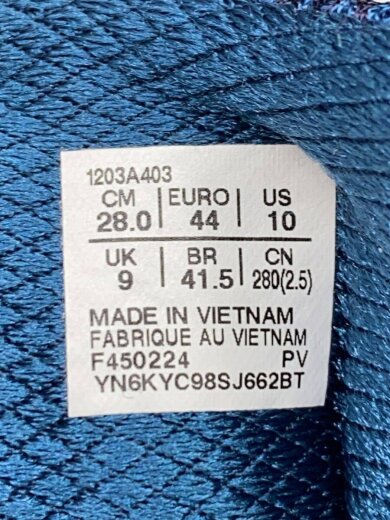 1203A403
CM | EURO | US
28.0 | 44 | 10
UK | BR | CN
9 | 41.5 | 280(2.5)
MADE IN VIETNAM
FABRIQUE AU VIETNAM
F450224 PV
YN6KYC98SJ662BT